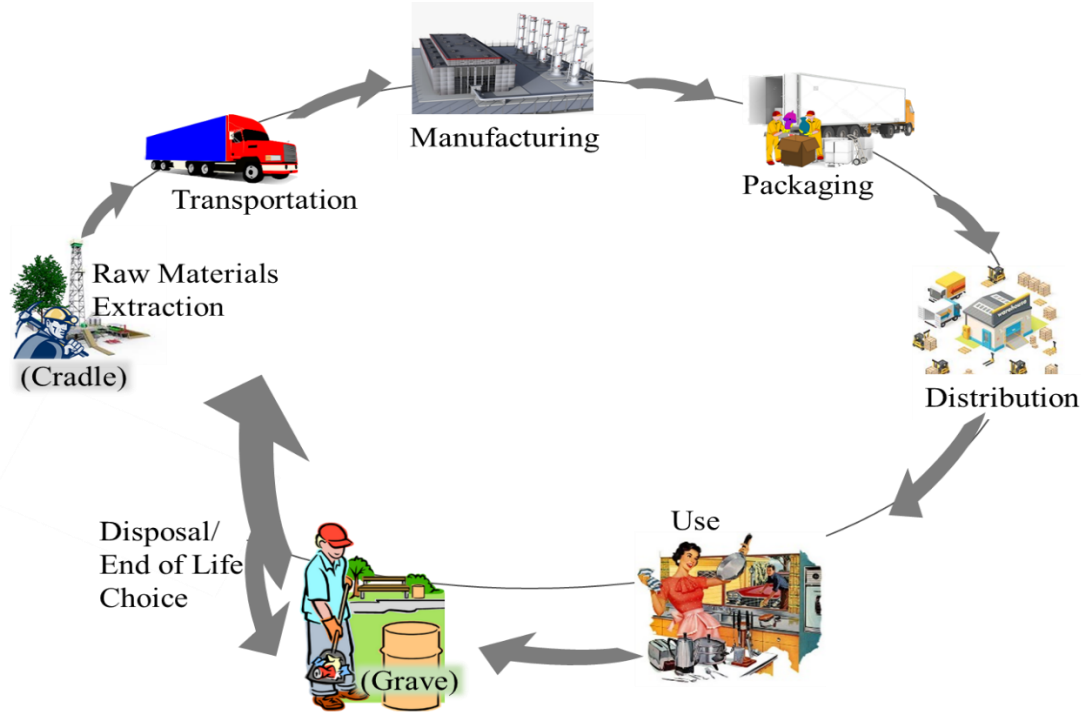 Manufacturing
Packaging
Transportation
Raw Materials
Extraction
(Cradle)
Distribution
Use
Disposal/
End of Life
Choice
(Grave)